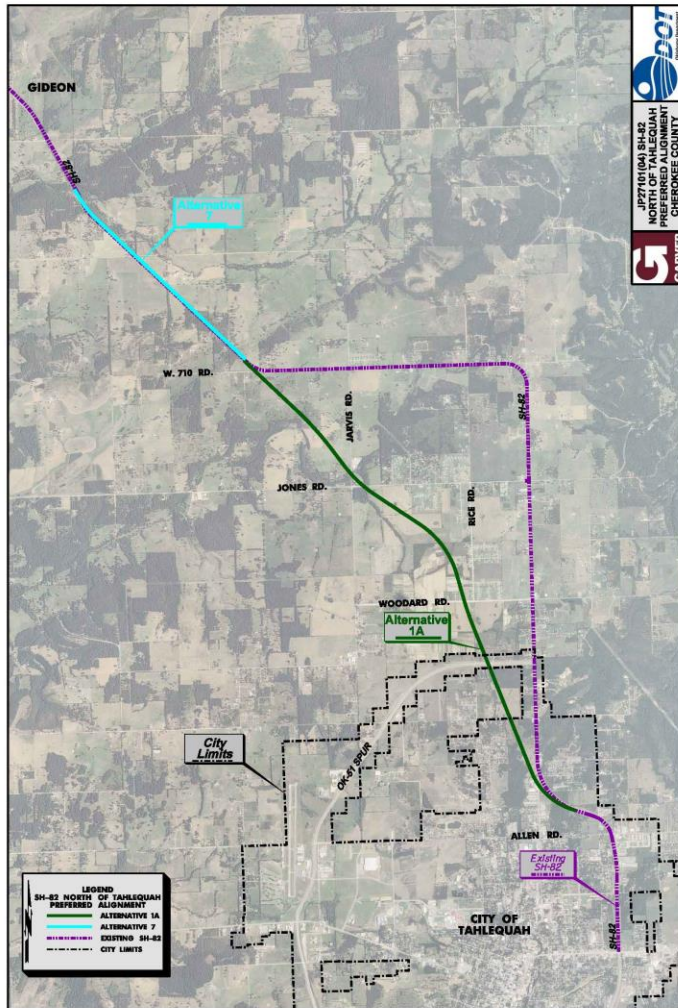 GIDEON
SH-82
Alternative
7
W. 710 RD.
JARVIS RD.
SH-82
JONES RD.
RICE RD.
WOODARD RD.
Alternative
1A
City
Limits
OK-51 SPUR
ALLEN RD.
Existing
SH-82
CITY OF
TAHLEQUAH
SH-82
LEGEND
SH-82 NORTH OF TAHLEQUAH
PREFERRED ALIGNMENT
ALTERNATIVE 1A
ALTERNATIVE 7
EXISTING SH-82
CITY LIMITS
DOT
JP27101(04) SH-82
NORTH OF TAHLEQUAH
PREFERRED ALIGNMENT
CHEROKEE COUNTY
GARVER